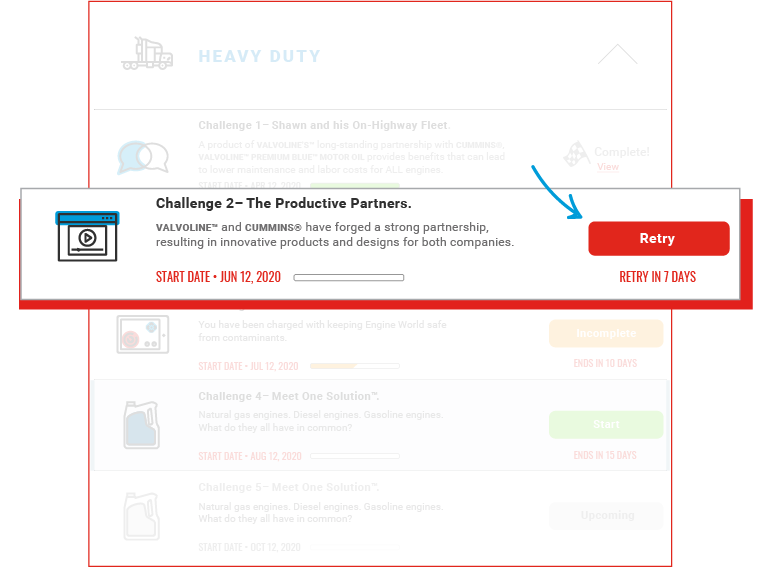 HEAVY DUTY
Challenge 1– Shawn and his On-Highway Fleet.
A product of VALVOLINE'S™ long-standing partnership with CUMMINS®,
VALVOLINE™ PREMIUM BLUE™ MOTOR OIL provides benefits that can lead
to lower maintenance and labor costs for ALL engines.
Complete!
View
START DATE • APR 12, 2020
Challenge 2– The Productive Partners.
VALVOLINE™ and CUMMINS® have forged a strong partnership,
resulting in innovative products and designs for both companies.
Retry
START DATE • JUN 12, 2020
RETRY IN 7 DAYS
You have been charged with keeping Engine World safe
from contaminants.
Incomplete
START DATE • JUL 12, 2020
ENDS IN 10 DAYS
Challenge 4– Meet One Solution™.
Natural gas engines. Diesel engines. Gasoline engines.
What do they all have in common?
Start
START DATE • AUG 12, 2020
ENDS IN 15 DAYS
Challenge 5– Meet One Solution™.
Natural gas engines. Diesel engines. Gasoline engines.
What do they all have in common?
Upcoming
START DATE • OCT 12, 2020